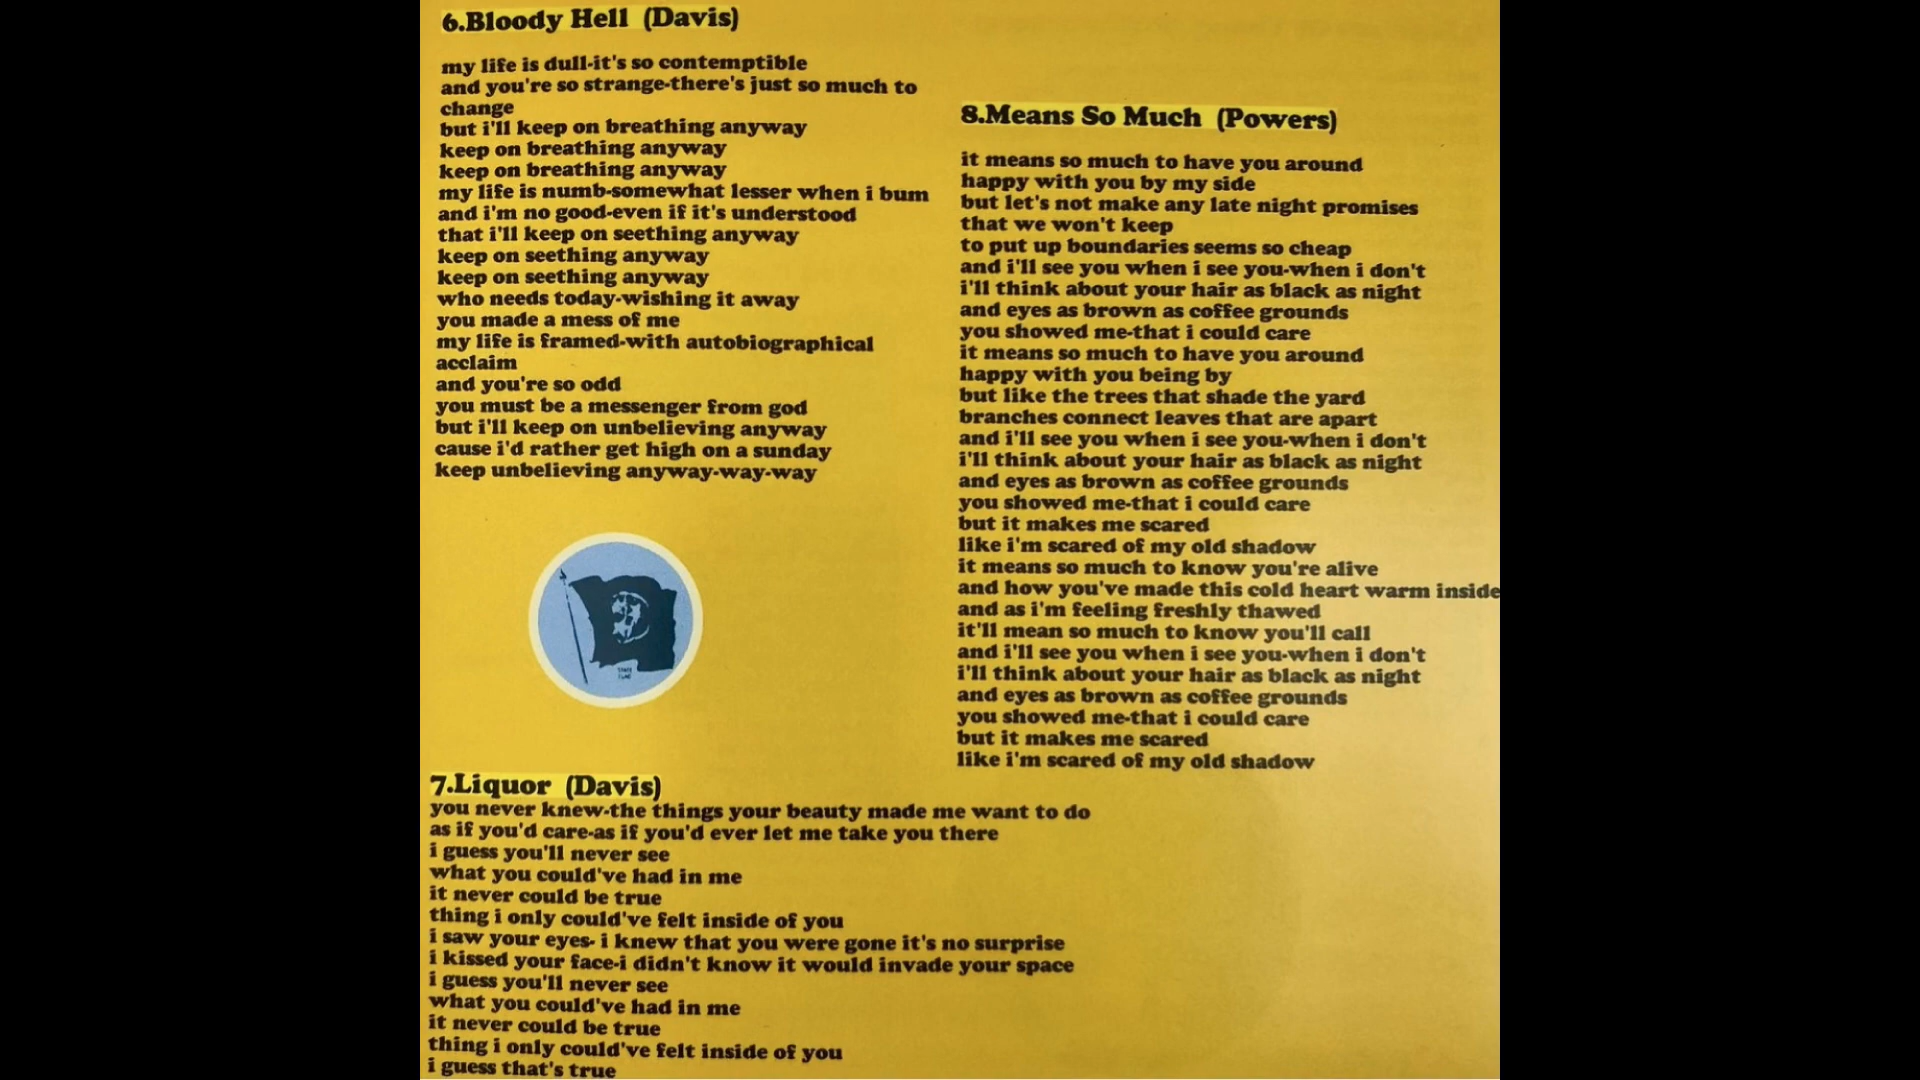 6.Bloody Hell (Davis)
my life is dull-it's so contemptible
and you're so strange-there's just so much to
change
but i'll keep on breathing anyway
keep on breathing anyway
keep on breathing anyway
my life is numb-somewhat lesser when i bum
and i'm no good-even if it's understood
that i'll keep on seething anyway
keep on seething anyway
keep on seething anyway
who needs today-wishing it away
you made a mess of me
my life is framed-with autobiographical
acclaim
and you're so odd
you must be a messenger from god
but i'll keep on unbelieving anyway
cause i'd rather get high on a sunday
keep unbelieving anyway-way-way
7.Liquor (Davis)
you never knew-the things your beauty made me want to do
as if you'd care-as if you'd ever let me take you there
i guess you'll never see
what you could've had in me
it never could be true
thing i only could've felt inside of you
i saw your eyes- i knew that you were gone it's no surprise
i kissed your face-i didn't know it would invade your space
i guess you'll never see
what you could've had in me
it never could be true
thing i only could've felt inside of you
i guess that's true
8.Means So Much (Powers)
it means so much to have you around
happy with you by my side
but let's not make any late night promises
that we won't keep
to put up boundaries seems so cheap
and i'll see you when i see you-when i don't
i'll think about your hair as black as night
and eyes as brown as coffee grounds
you showed me-that i could care
it means so much to have you around
happy with you being by
but like the trees that shade the yard
branches connect leaves that are apart
and i'll see you when i see you-when i don't
i'll think about your hair as black as night
and eyes as brown as coffee grounds
you showed me-that i could care
but it makes me scared
like i'm scared of my old shadow
it means so much to know you're alive
and how you've made this cold heart warm inside
and as i'm feeling freshly thawed
it'll mean so much to know you'll call
and i'll see you when i see you-when i don't
i'll think about your hair as black as night
and eyes as brown as coffee grounds
you showed me-that i could care
but it makes me scared
like i'm scared of my old shadow